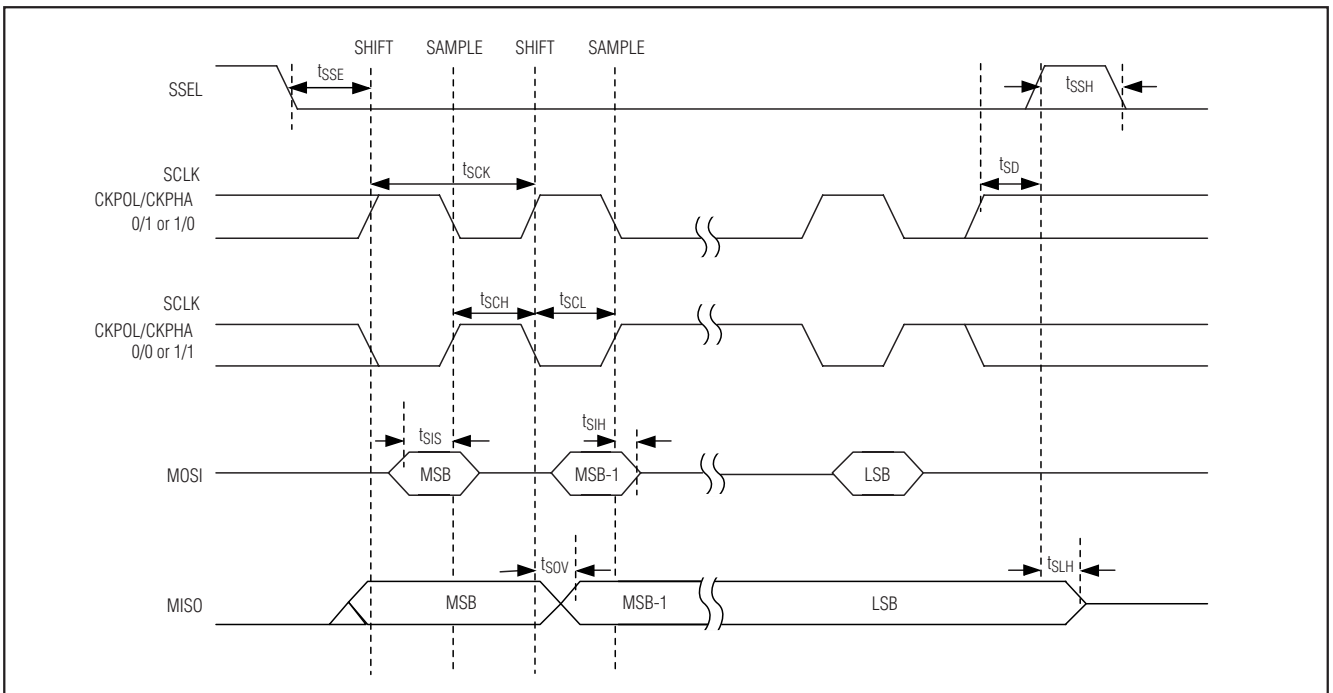 SHIFT SAMPLE SHIFT SAMPLE
SSEL tSSE tSSH
SCLK
CKPOL/CKPHA
0/1 or 1/0
tSCK tSD
SCLK
CKPOL/CKPHA
0/0 or 1/1
tSCH tSCL
MOSI tSIS MSB tSIH MSB-1 LSB
MISO MSB tSOV MSB-1 LSB tSLH